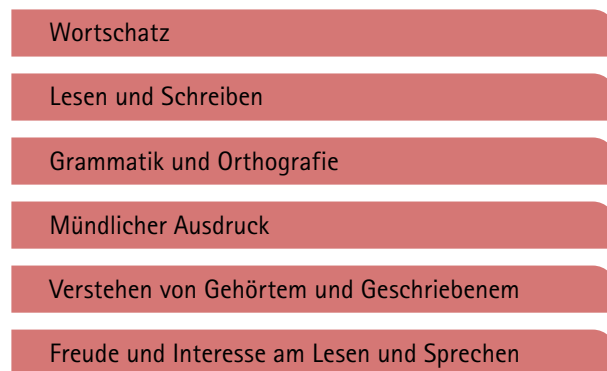 Wortschatz
Lesen und Schreiben
Grammatik und Orthografie
Mündlicher Ausdruck
Verstehen von Gehörtem und Geschriebenem
Freude und Interesse am Lesen und Sprechen